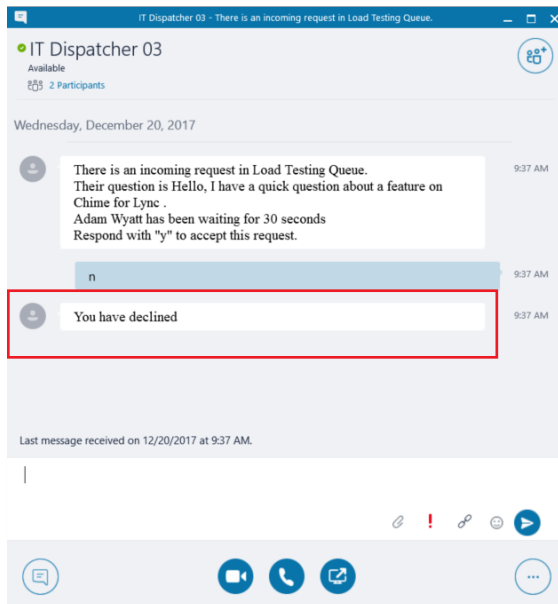 IT Dispatcher 03 - There is an incoming request in Load Testing Queue.
IT Dispatcher 03
Available
2 Participants
Wednesday, December 20, 2017
There is an incoming request in Load Testing Queue. 9:37 AM
Their question is Hello, I have a quick question about a feature on
Chime for Lync .
Adam Wyatt has been waiting for 30 seconds
Respond with "y" to accept this request.
n 9:37 AM
You have declined 9:37 AM
Last message received on 12/20/2017 at 9:37 AM.